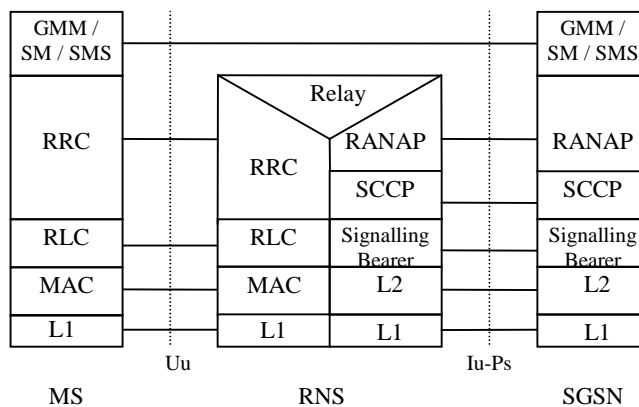 GMM /
SM / SMS
GMM /
SM / SMS
Relay
RRC
RRC
RANAP
RANAP
SCCP
SCCP
RLC
RLC
Signalling
Bearer
Signalling
Bearer
MAC
MAC
L2
L2
L1
L1
L1
L1
Uu
Iu-Ps
MS
RNS
SGSN